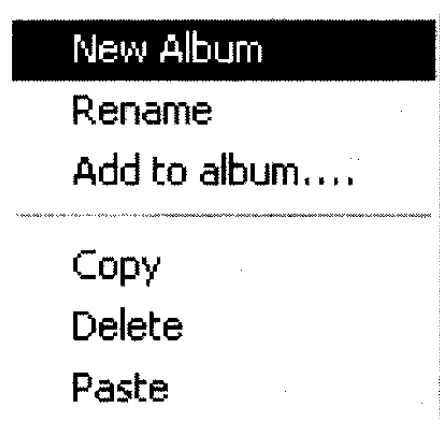 New Album
Rename
Add to album....
Copy
Delete
Paste